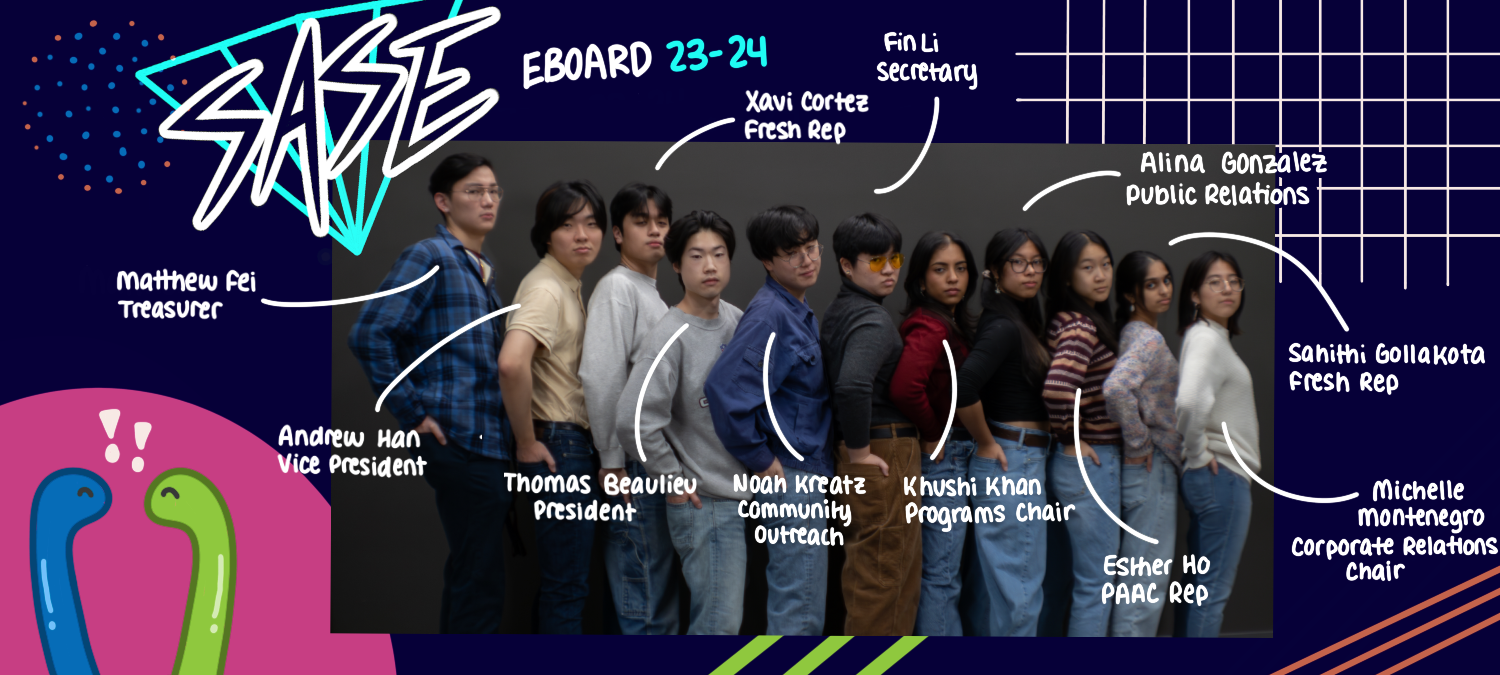 SASE
EBOARD 23-24
Fin Li
Secretary
Xavi Cortez
Fresh Rep
Alina Gonzalez
Public Relations
Matthew Fei
Treasurer
Sahithi Gollakota
Fresh Rep
Andrew Han
Vice President
Thomas Beaulieu
President
Noah Kreatz
Community
Outreach
Khushi Khan
Programs Chair
Michelle
Montenegro
Corporate Relations
Chair
Esther Ho
PAAC Rep
!!